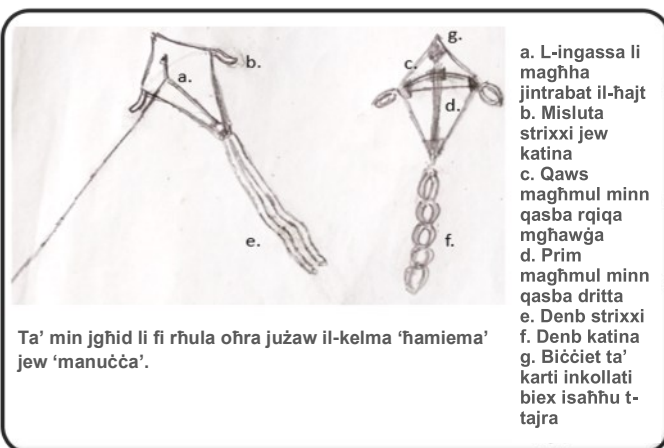 a.
b.
c.
d.
e.
f.
g.
a. L-ingassa li
magħha
jintrabat il-ħajt
b. Misluta
strixxi jew
katina
c. Qaws
magħmul minn
qasba rqiqa
mgħawġa
d. Prim
magħmul minn
qasba dritta
e. Denb strixxi
f. Denb katina
g. Biċċiet ta'
karti inkollati
biex isaħħu t-
tajra
Ta' min jgħid li fi rħula oħra jużaw il-kelma 'ħamiema'
jew 'manuċċa'.